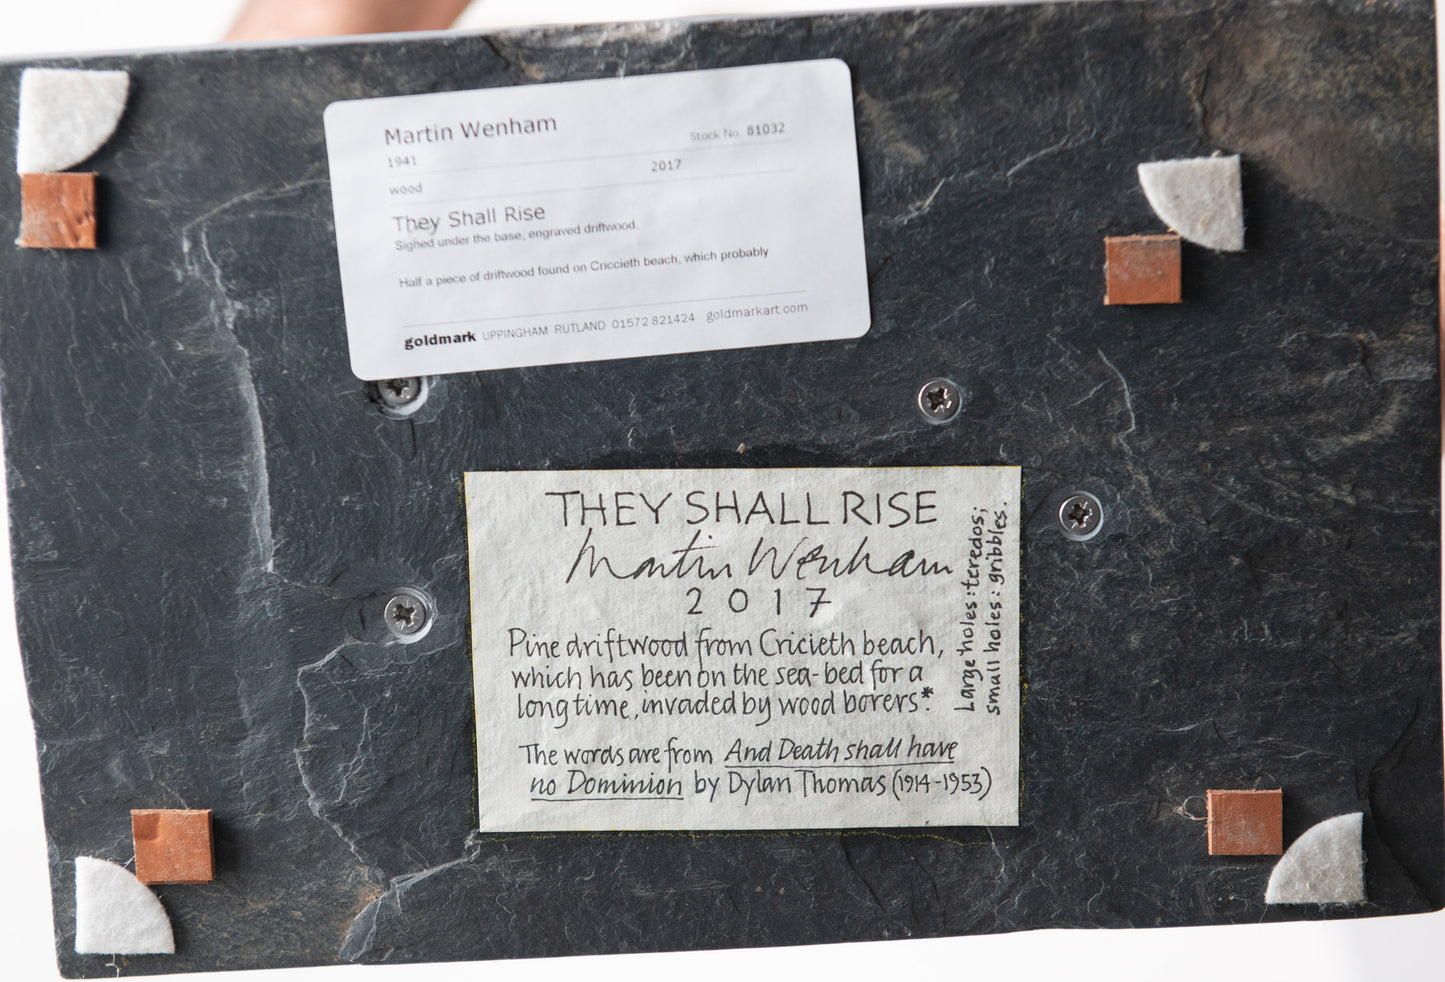 Martin Wenham
Stock No. 81032
1941
2017
wood
They Shall Rise
Signed under the base, engraved driftwood.
Half a piece of driftwood found on Criccieth beach, which probably
goldmark UPPINGHAM RUTLAND 01572 821424 goldmarkart.com
THEY SHALL RISE
Martin Wenham
2017
Pine driftwood from Cricieth beach,
which has been on the sea-bed for a
long time, invaded by wood borers*.
The words are from And Death shall have
no Dominion by Dylan Thomas (1914-1953)
Large holes: teredos;
small holes: gribbles.